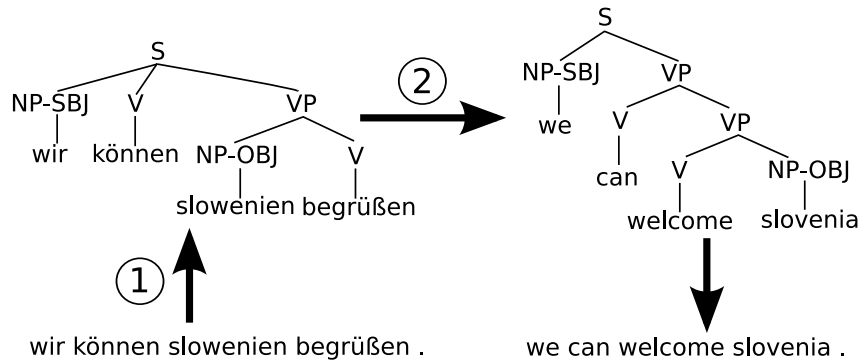 S
NP-SBJ V VP
wir können NP-OBJ V
slowenien begrüßen
1
wir können slowenien begrüßen .
2
S
NP-SBJ VP
we V VP
can V NP-OBJ
welcome slovenia
we can welcome slovenia .